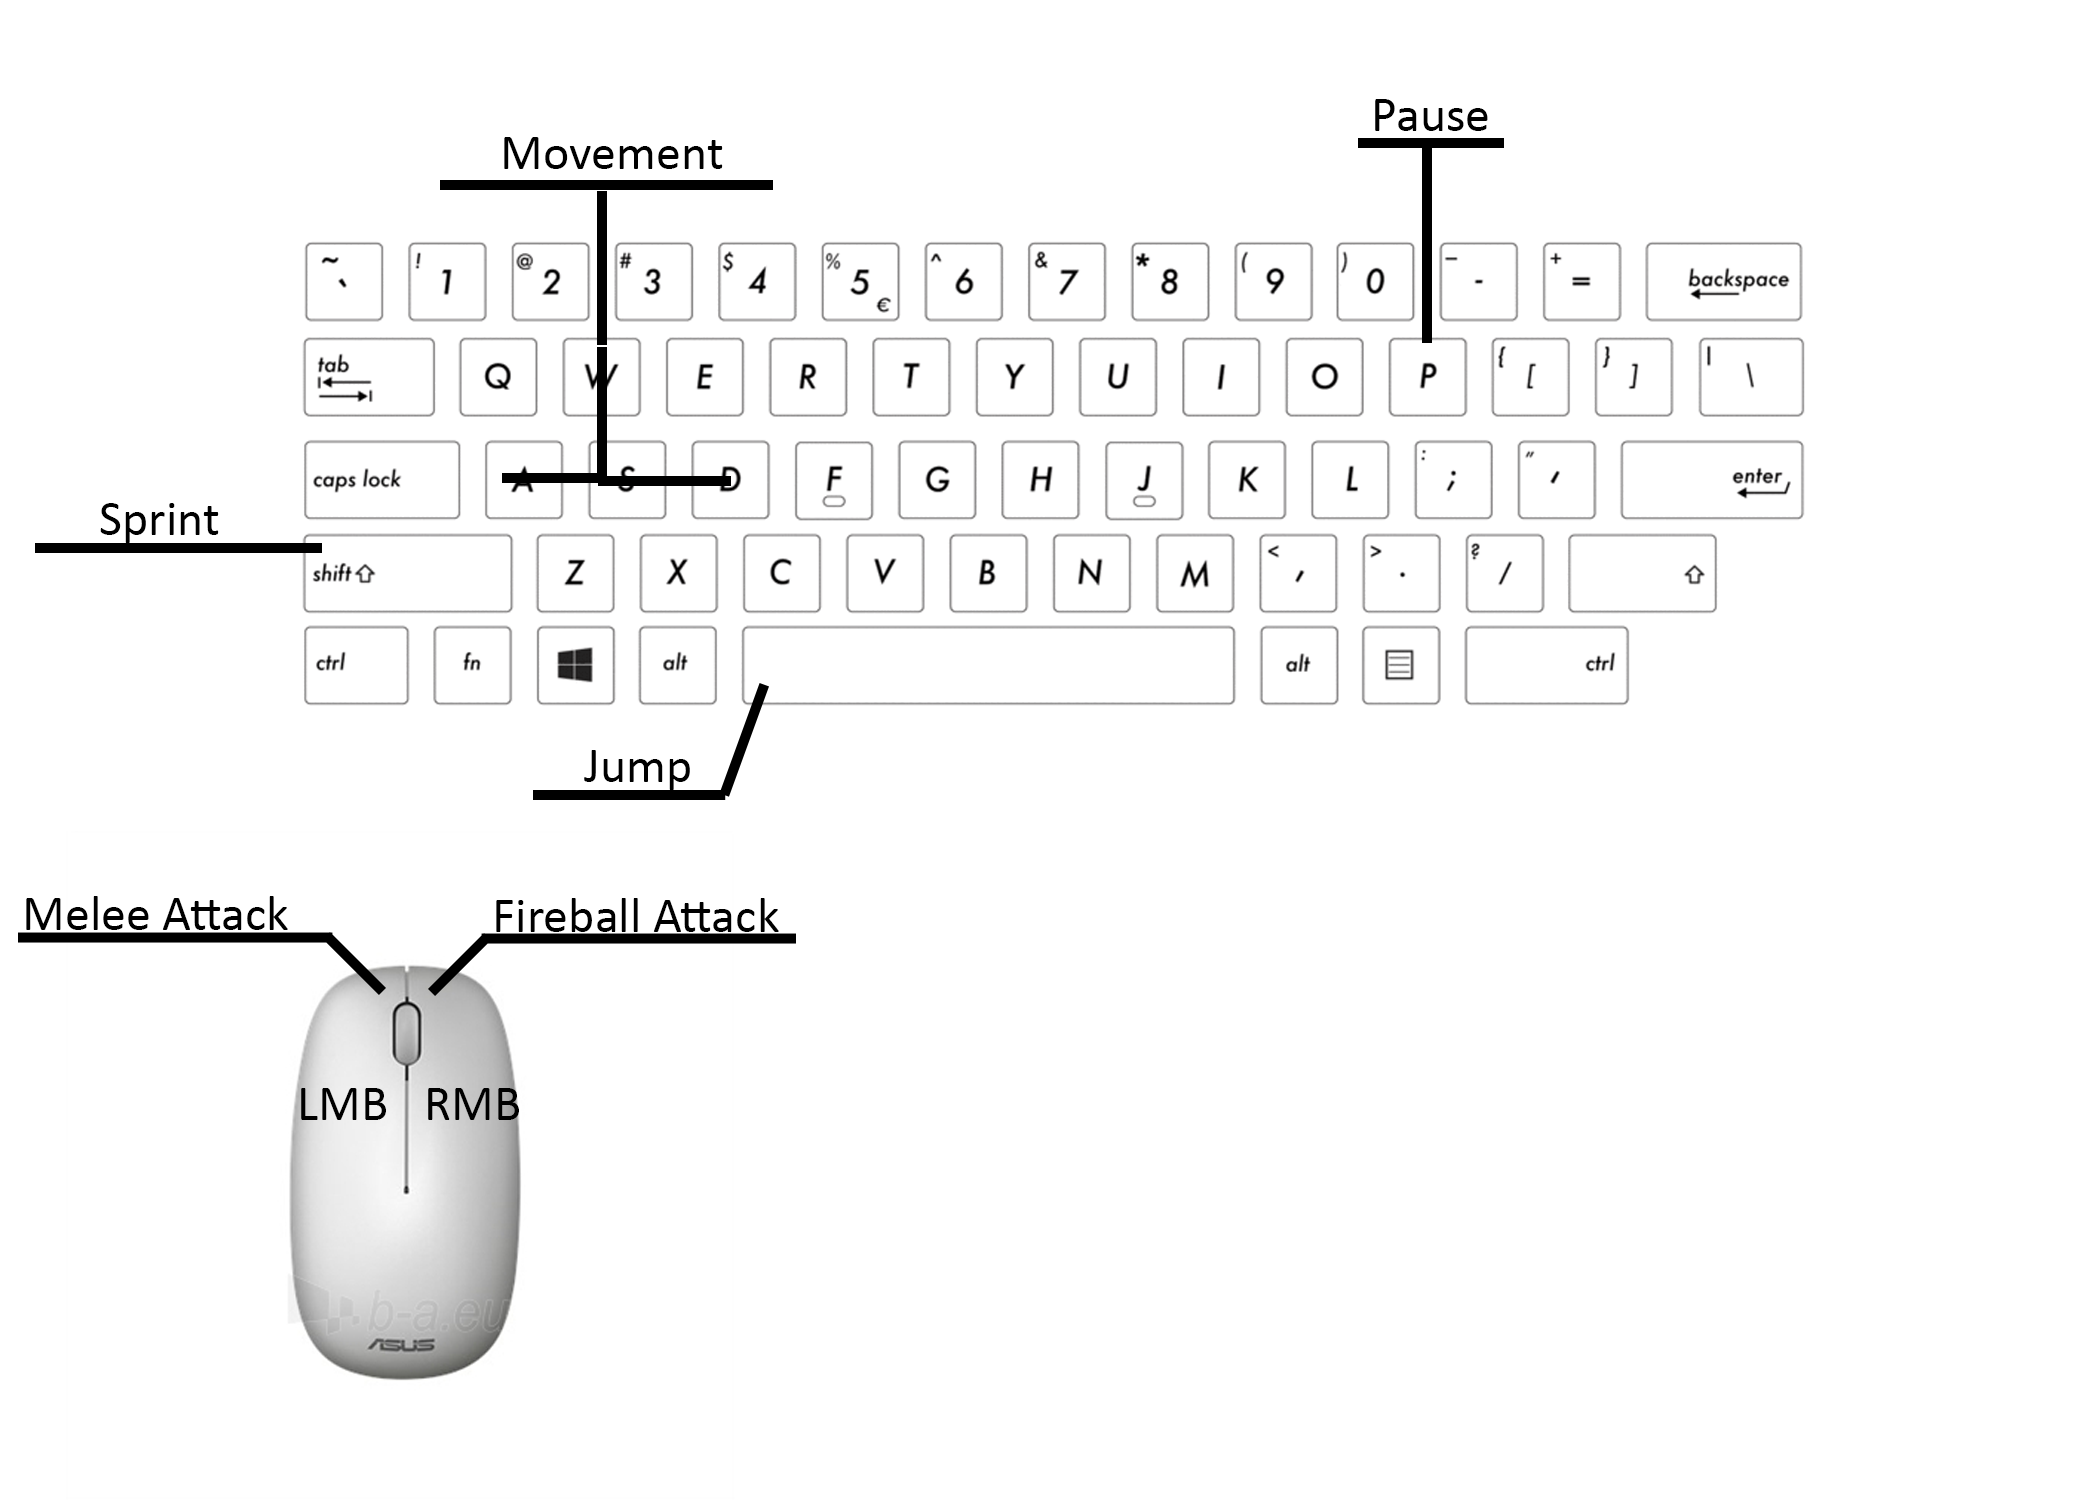 Pause
Movement
~ ! @ # $ % ^ & * ( ) _ +
` 1 2 3 4 5 € 6 7 8 9 0 - = backspace
tab Q W E R T Y U I O P { [ } ] | \
caps lock A S D F G H J K L : ; " ' enter
Sprint
shift Z X C V B N M < , > . ? /
ctrl fn alt alt ctrl
Jump
Melee Attack Fireball Attack
LMB RMB
b-a.eu
ASUS